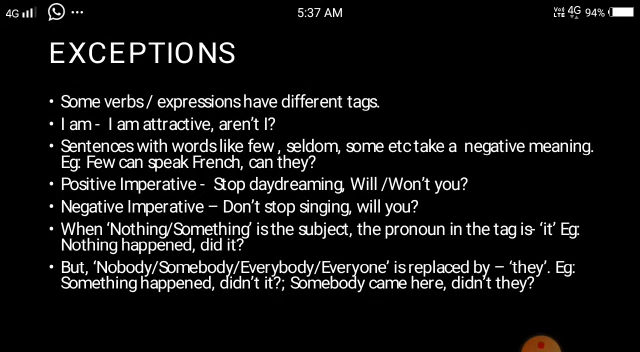 4G 5:37 AM VoLTE 4G 94%
EXCEPTIONS
• Some verbs / expressions have different tags.
• I am - I am attractive, aren't I?
• Sentences with words like few , seldom, some etc take a negative meaning.
Eg: Few can speak French, can they?
• Positive Imperative - Stop daydreaming, Will /Won't you?
• Negative Imperative – Don't stop singing, will you?
• When 'Nothing/Something' is the subject, the pronoun in the tag is- 'it' Eg:
Nothing happened, did it?
• But, 'Nobody/Somebody/Everybody/Everyone' is replaced by – 'they'. Eg:
Something happened, didn't it?; Somebody came here, didn't they?